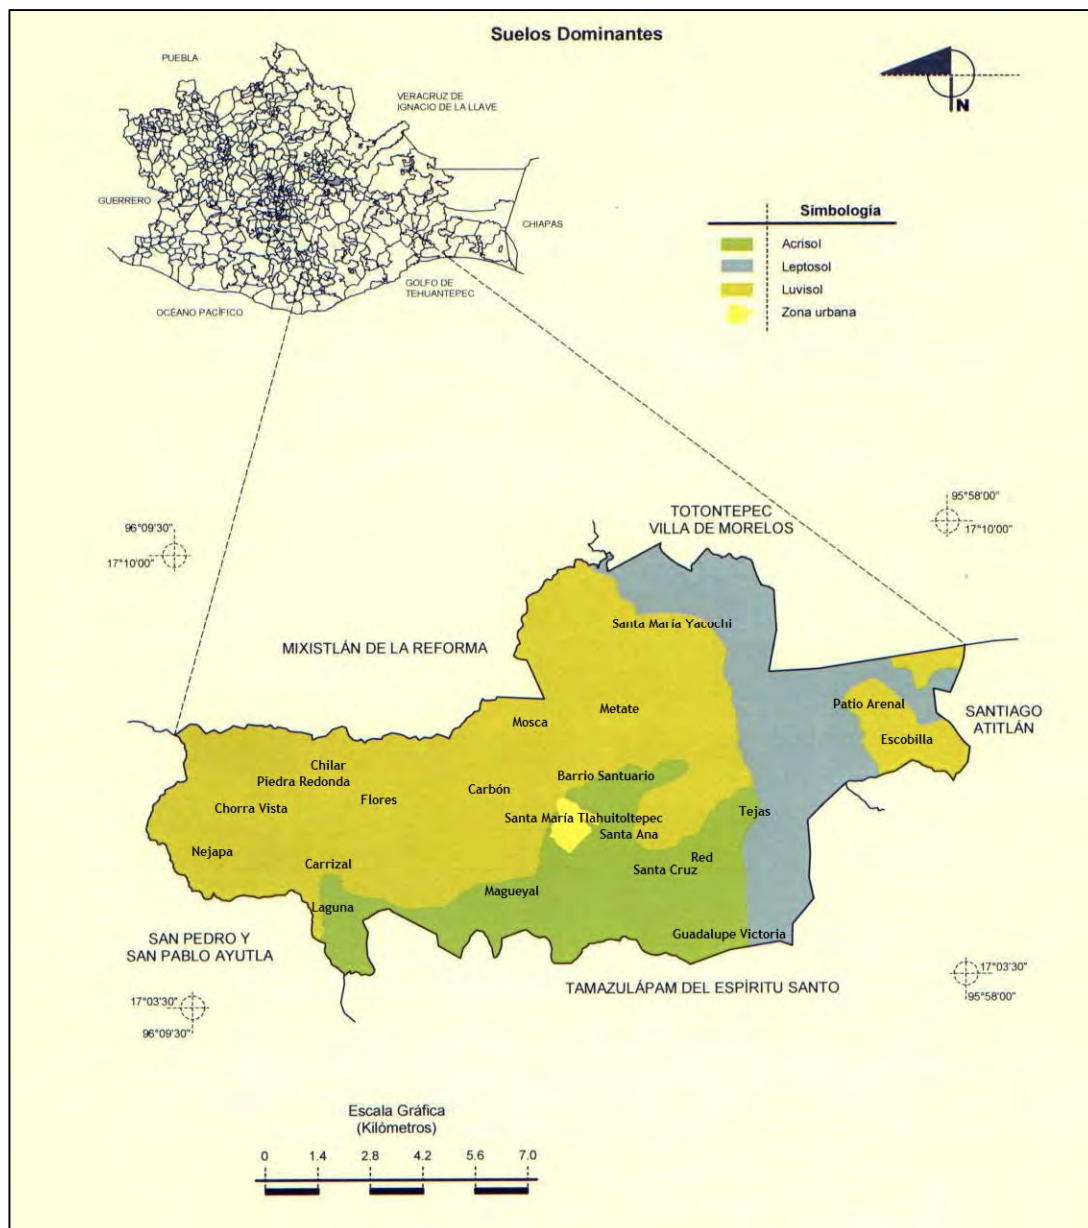 Suelos Dominantes
PUEBLA
VERACRUZ DE
IGNACIO DE LA LLAVE
GUERRERO
CHIAPAS
GOLFO DE
TEHUANTEPEC
OCÉANO PACÍFICO
N
Simbología
Acrisol
Leptosol
Luvisol
Zona urbana
96°09'30"
17°10'00"
95°58'00"
17°10'00"
TOTONTEPEC
VILLA DE MORELOS
MIXISTLÁN DE LA REFORMA
SANTIAGO
ATITLÁN
Santa María Yacochi
Patio Arenal
Escobilla
Metate
Mosca
Chilar
Piedra Redonda
Barrio Santuario
Carbón
Flores
Chorra Vista
Santa María Tlahuitoltepec
Santa Ana
Tejas
Nejapa
Carrizal
Red
Santa Cruz
Magueyal
Laguna
Guadalupe Victoria
SAN PEDRO Y
SAN PABLO AYUTLA
TAMAZULÁPAM DEL ESPÍRITU SANTO
17°03'30"
96°09'30"
17°03'30"
95°58'00"
Escala Gráfica
(Kilómetros)
0 1.4 2.8 4.2 5.6 7.0